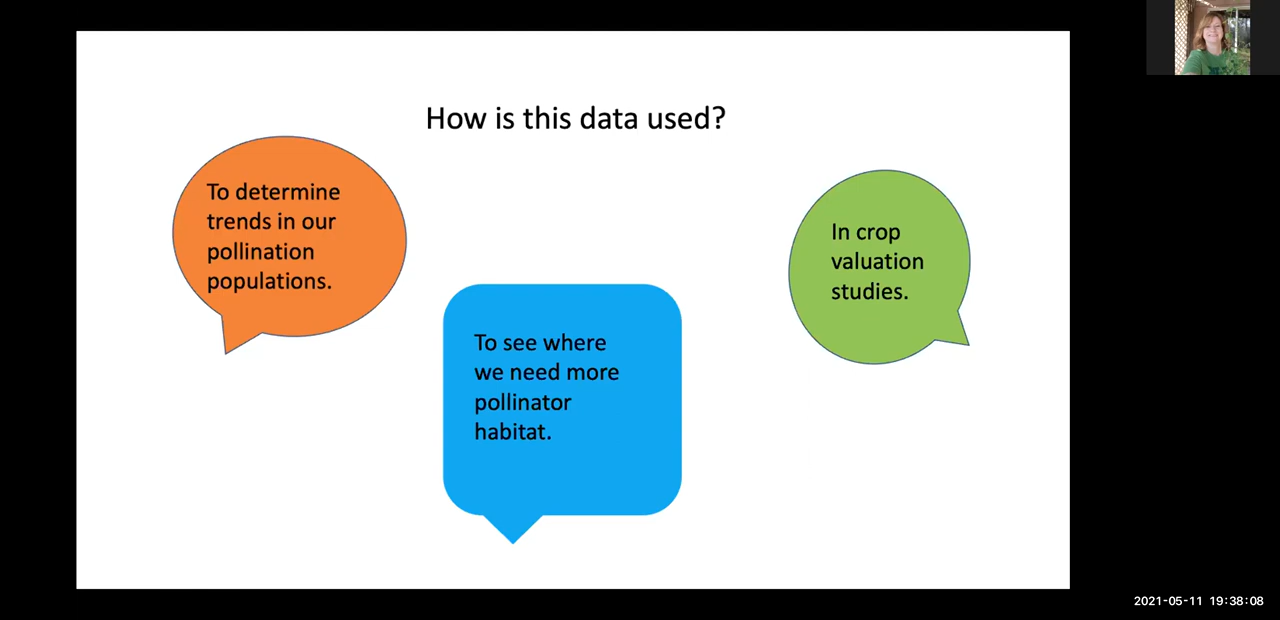 How is this data used?
To determine
trends in our
pollination
populations.
In crop
valuation
studies.
To see where
we need more
pollinator
habitat.
2021-05-11 19:38:08